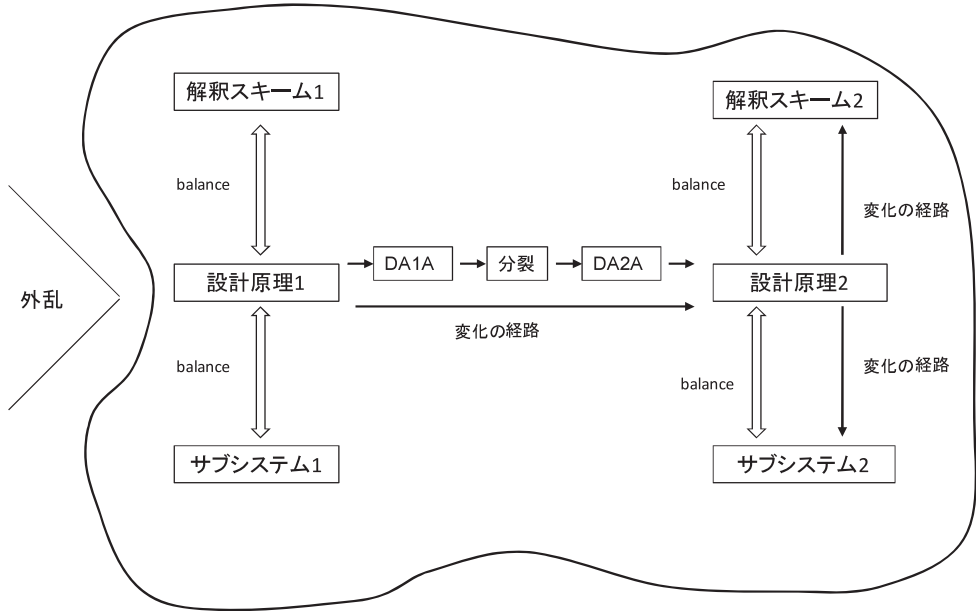 解釈スキーム1
解釈スキーム2
balance
balance
変化の経路
DA1A
分裂
DA2A
設計原理1
設計原理2
外乱
変化の経路
balance
balance
変化の経路
サブシステム1
サブシステム2